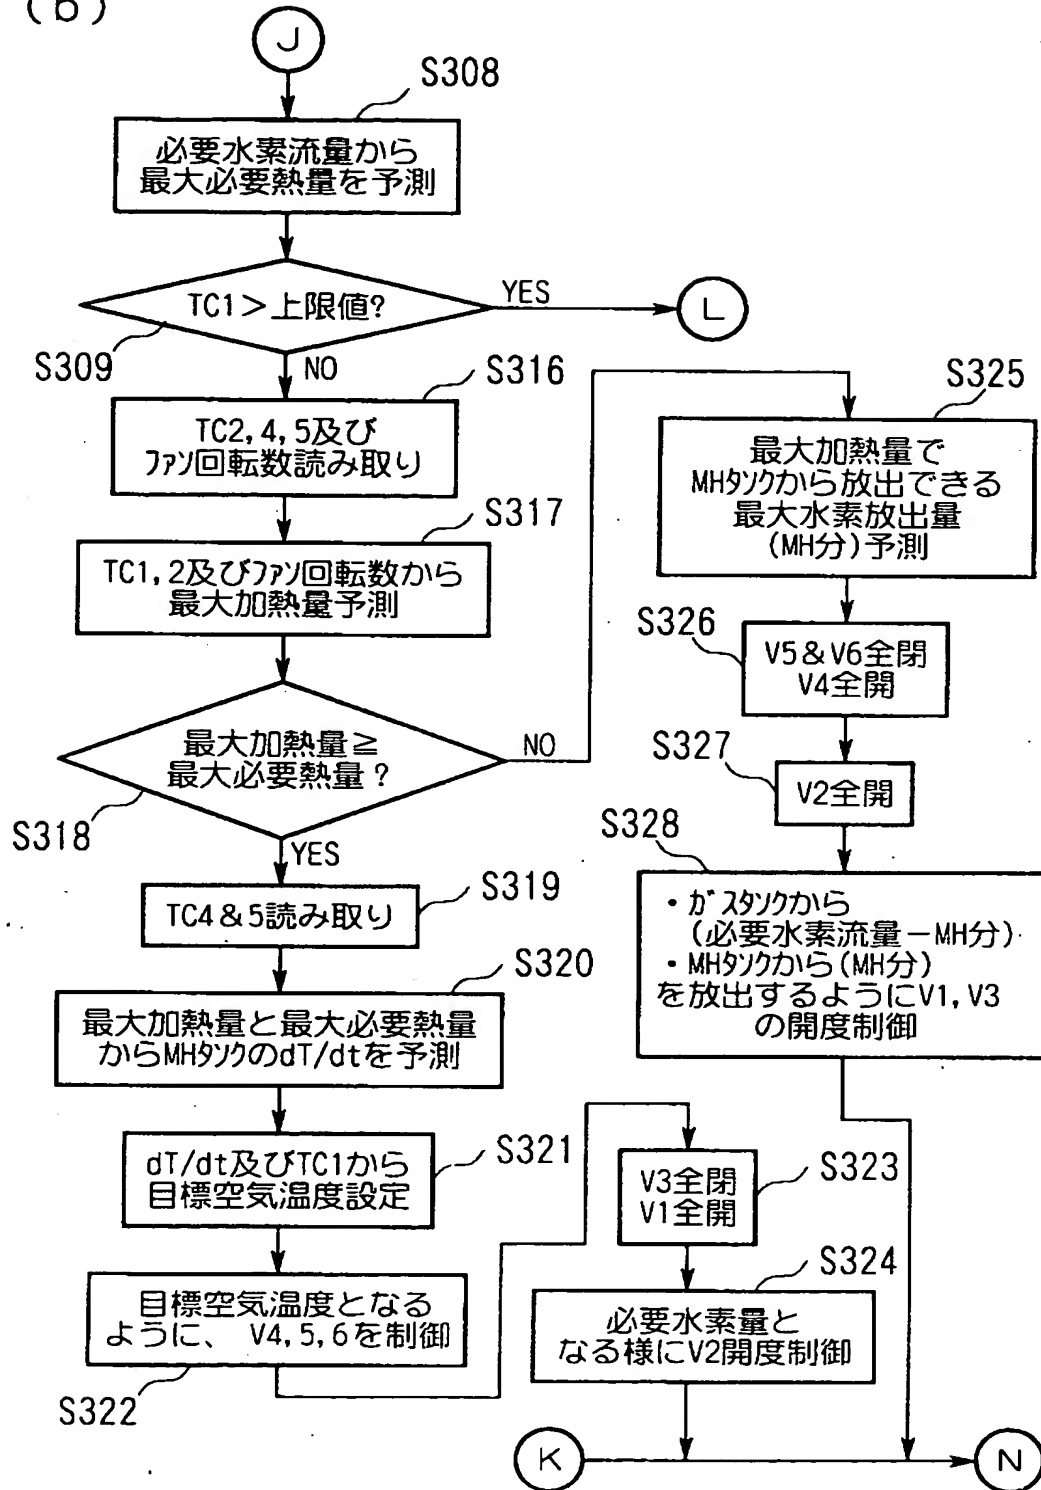 (b)
J
S308
必要水素流量から
最大必要熱量を予測
TC1>上限値?
YES
L
S309
NO
S316
TC2,4,5及び
ファン回転数読み取り
S317
TC1,2及びファン回転数から
最大加熱量予測
最大加熱量≧
最大必要熱量?
NO
S318
YES
S319
TC4&5読み取り
S320
最大加熱量と最大必要熱量
からMHタンクのdT/dtを予測
dT/dt及びTC1から
目標空気温度設定
S321
目標空気温度となる
ように、V4,5,6を制御
S322
V3全閉
V1全開
S323
S324
必要水素量と
なる様にV2開度制御
S325
最大加熱量で
MHタンクから放出できる
最大水素放出量
(MH分)予測
S326
V5&V6全閉
V4全開
S327
V2全開
S328
・ガスタンクから
(必要水素流量-MH分)
・MHタンクから(MH分)
を放出するようにV1,V3
の開度制御
K
N